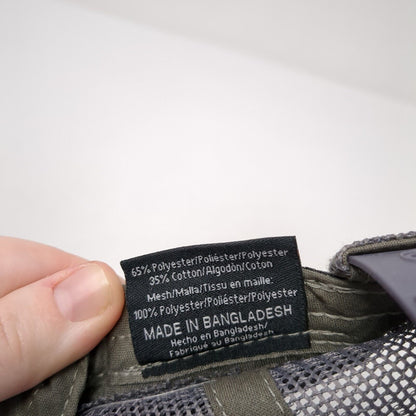 65% Polyester/Poliéster/Polyester
35% Cotton/Algodòn/Coton
Mesh/Malla/Tissu en maille:
100% Polyester/Poliéster/Polyester
MADE IN BANGLADESH
Hecho en Bangladesh/
Fabriqué au Bangladesh